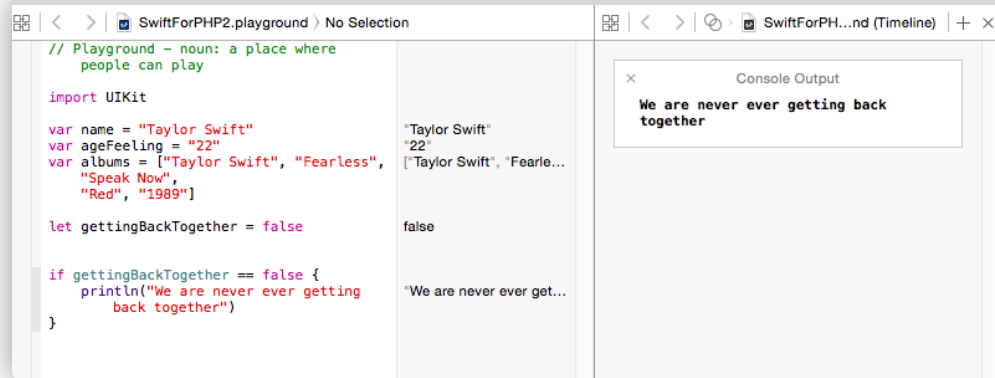 SwiftForPHP2.playground › No Selection
// Playground – noun: a place where
people can play
import UIKit
var name = "Taylor Swift"
var ageFeeling = "22"
var albums = ["Taylor Swift", "Fearless",
"Speak Now",
"Red", "1989"]
let gettingBackTogether = false
if gettingBackTogether == false {
println("We are never ever getting
back together")
}
"Taylor Swift"
"22"
["Taylor Swift", "Fearle...
false
"We are never ever get...
SwiftForPH...nd (Timeline)
Console Output
We are never ever getting back
together